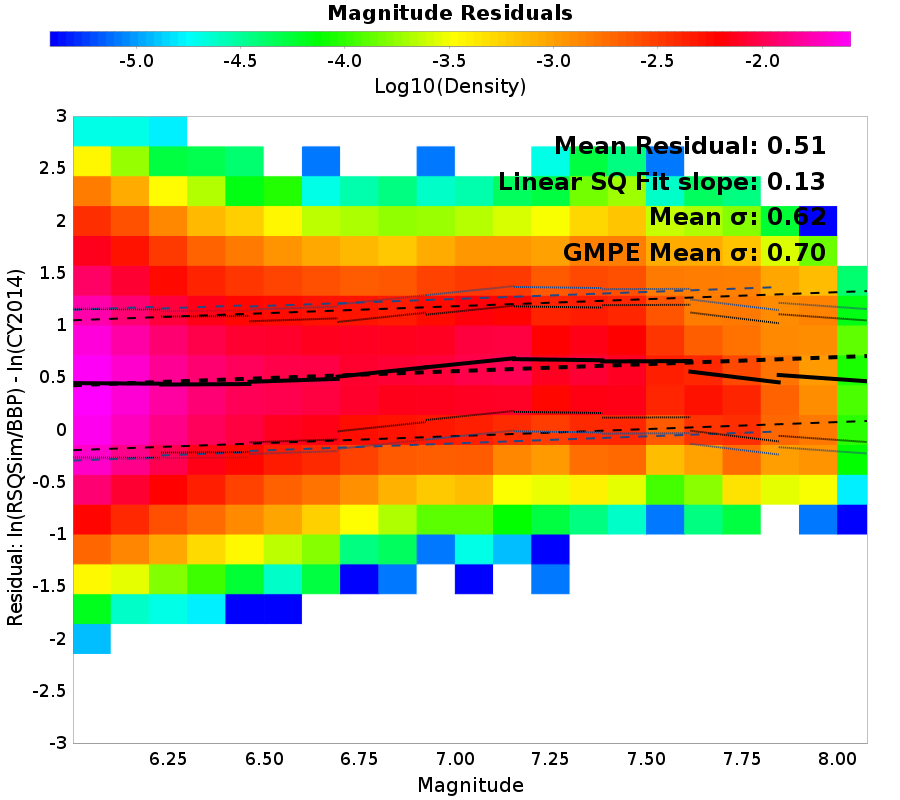 Magnitude Residuals
-5.0 -4.5 -4.0 -3.5 -3.0 -2.5 -2.0
Log10(Density)
Mean Residual: 0.51
Linear SQ Fit slope: 0.13
Mean σ: 0.62
GMPE Mean σ: 0.70
Residual: ln(RSQSim/BBP) - ln(CY2014)
3
2.5
2
1.5
1
0.5
0
-0.5
-1
-1.5
-2
-2.5
-3
6.25 6.50 6.75 7.00 7.25 7.50 7.75 8.00
Magnitude